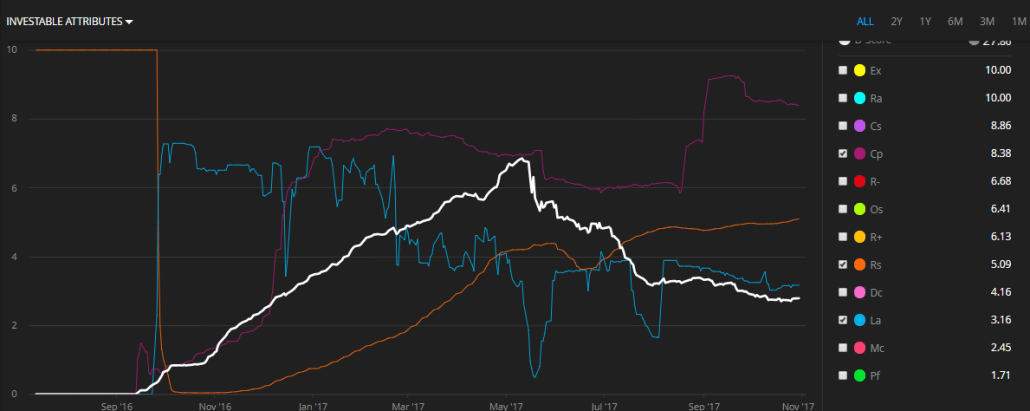 INVESTABLE ATTRIBUTES
ALL 2Y 1Y 6M 3M 1M
D-Score 27.86
10
8
6
4
2
0
Sep '16 Nov '16 Jan '17 Mar '17 May '17 Jul '17 Sep '17 Nov '17
Ex 10.00
Ra 10.00
Cs 8.86
Cp 8.38
R- 6.68
Os 6.41
R+ 6.13
Rs 5.09
Dc 4.16
La 3.16
Mc 2.45
Pf 1.71